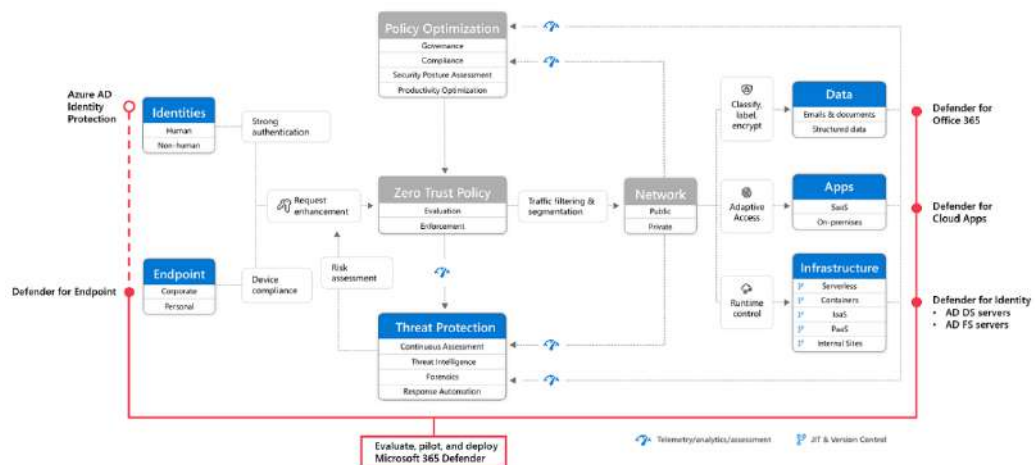 Policy Optimization
Governance
Compliance
Security Posture Assessment
Productivity Optimization
Azure AD
Identity
Protection
Identities
Human
Non-human
Strong
authentication
Classify,
label,
encrypt
Data
Emails & documents
Structured data
Defender for
Office 365
Request
enhancement
Zero Trust Policy
Evaluation
Enforcement
Traffic filtering &
segmentation
Network
Public
Private
Adaptive
Access
Apps
SaaS
On-premises
Defender for
Cloud Apps
Defender for Endpoint
Endpoint
Corporate
Personal
Device
compliance
Risk
assessment
Runtime
control
Infrastructure
Serverless
Containers
IaaS
PaaS
Internal Sites
Defender for Identity
• AD DS servers
• AD FS servers
Threat Protection
Continuous Assessment
Threat Intelligence
Forensics
Response Automation
Evaluate, pilot, and deploy
Microsoft 365 Defender
Telemetry/analytics/assessment
JIT & Version Control